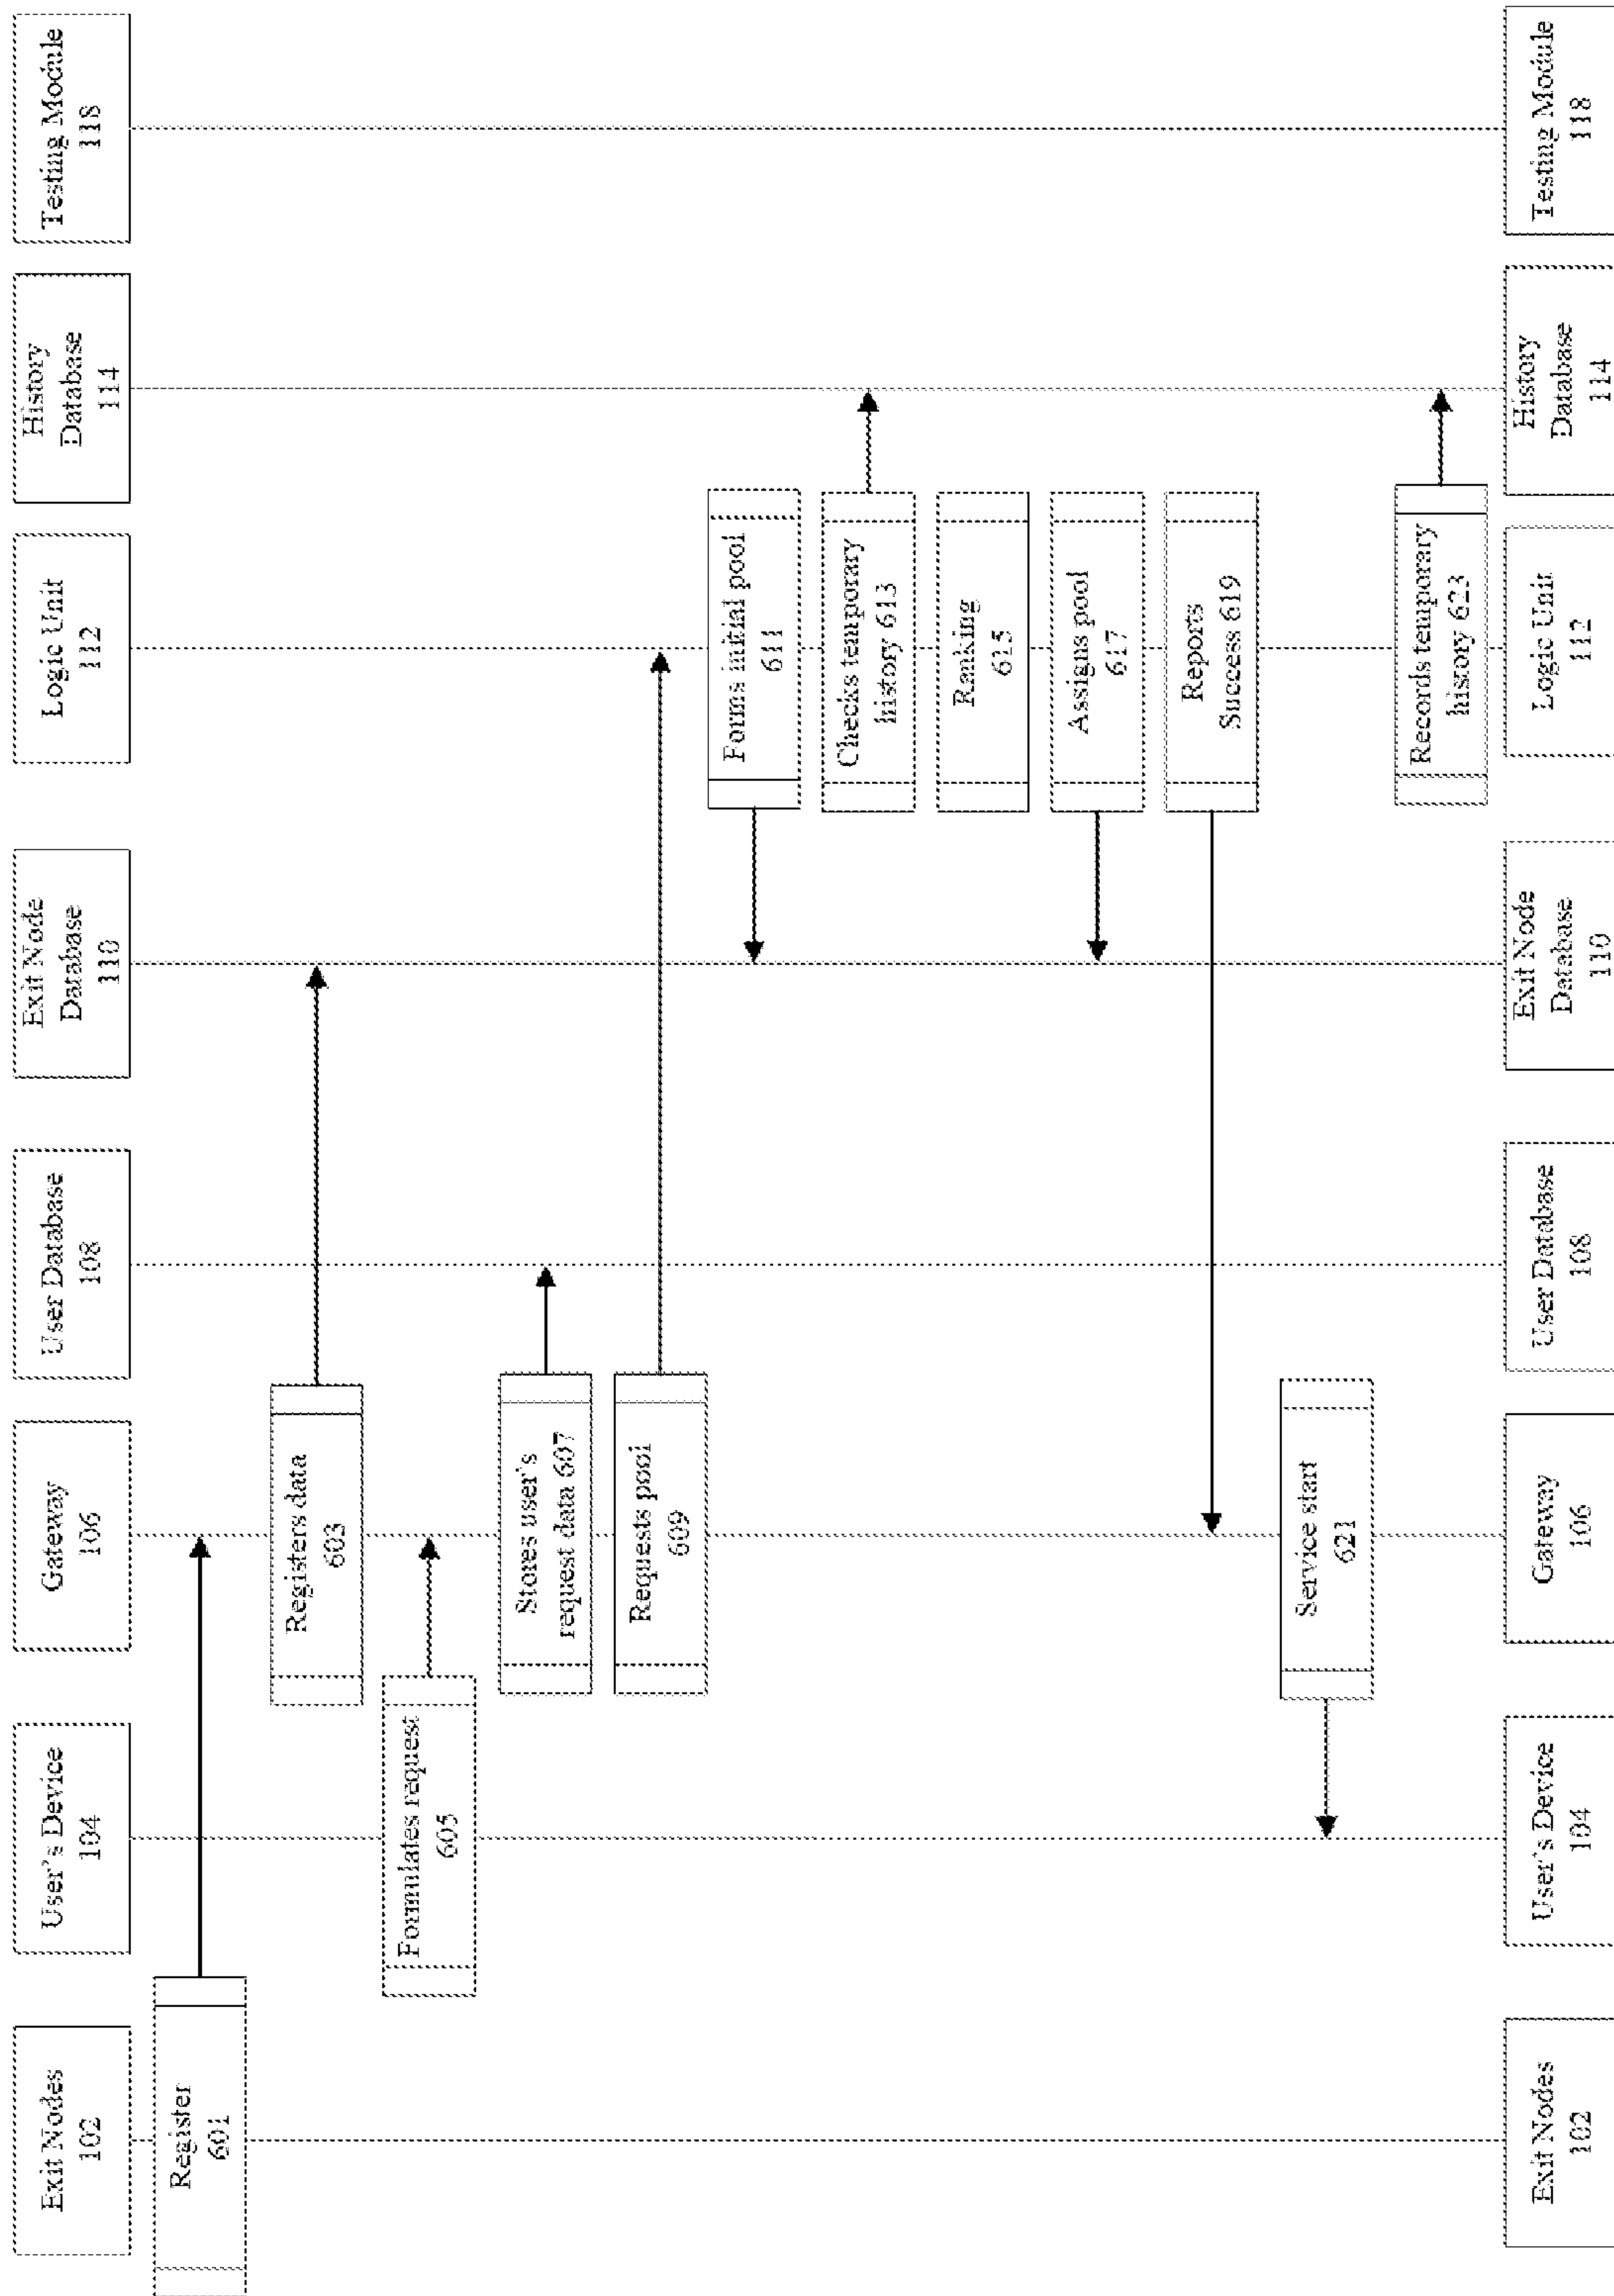 Exit Nodes
102
User's Device
104
Gateway
106
User Database
108
Exit Node
Database
110
Logic Unit
112
History
Database
114
Testing Module
118
Register
601
Registers data
603
Formulates request
605
Stores user's
request data 607
Requests pool
609
Forms initial pool
611
Checks temporary
history 613
Ranking
615
Assigns pool
617
Reports
Success 619
Service start
621
Records temporary
history 623
Exit Nodes
102
User's Device
104
Gateway
106
User Database
108
Exit Node
Database
110
Logic Unit
112
History
Database
114
Testing Module
118